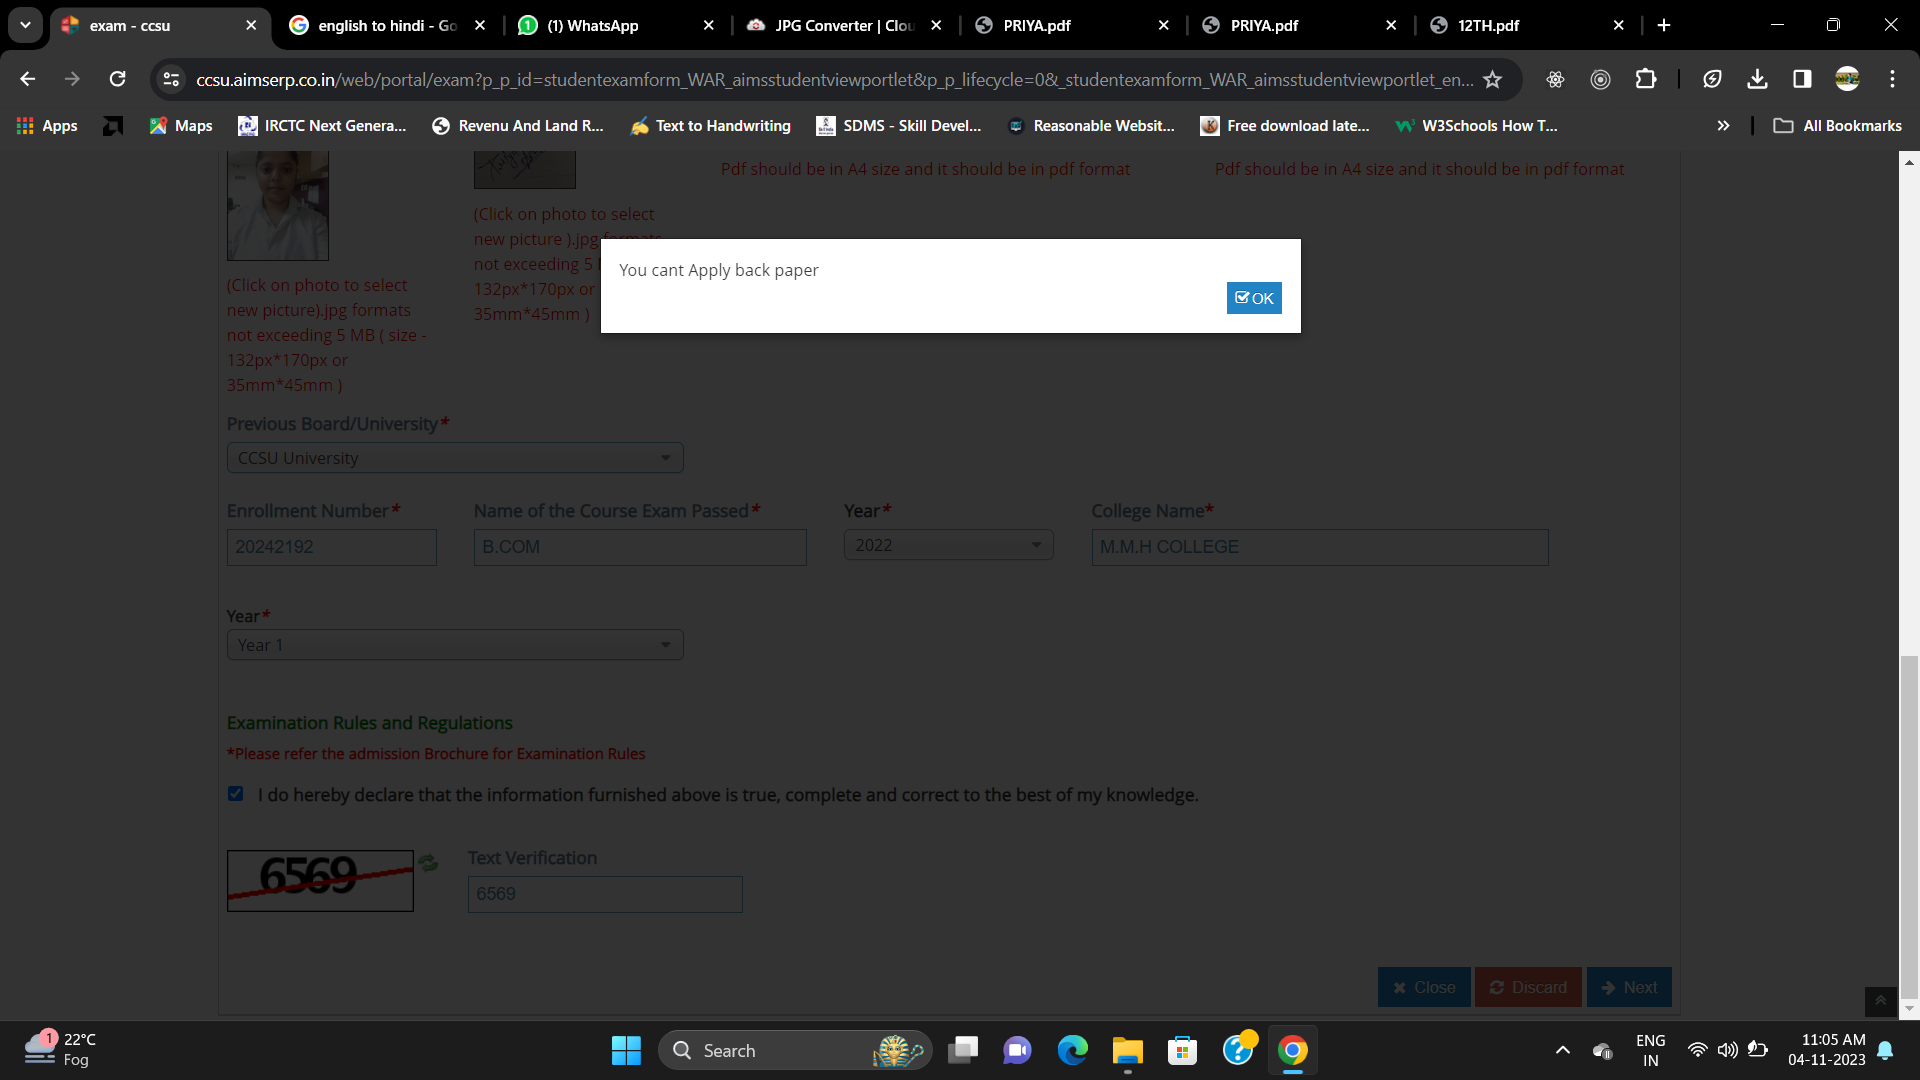 exam - ccsu
english to hindi - Go
(1) WhatsApp
JPG Converter | Clou
PRIYA.pdf
PRIYA.pdf
12TH.pdf
ccsu.aimserp.co.in/web/portal/exam?p_p_id=studentexamform_WAR_aimsstudentviewportlet&p_p_lifecycle=0&_studentexamform_WAR_aimsstudentviewportlet_en...
Apps
Maps
IRCTC Next Genera...
Revenu And Land R...
Text to Handwriting
SDMS - Skill Devel...
Reasonable Websit...
Free download late...
W3Schools How T...
All Bookmarks
Pdf should be in A4 size and it should be in pdf format
Pdf should be in A4 size and it should be in pdf format
(Click on photo to select
new picture ).jpg formats
not exceeding 5
132px*170px or
35mm*45mm )
You cant Apply back paper
OK
(Click on photo to select
new picture).jpg formats
not exceeding 5 MB ( size -
132px*170px or
35mm*45mm )
Previous Board/University*
CCSU University
Enrollment Number*
Name of the Course Exam Passed*
Year*
College Name*
20242192
B.COM
2022
M.M.H COLLEGE
Year*
Year 1
Examination Rules and Regulations
*Please refer the admission Brochure for Examination Rules
I do hereby declare that the information furnished above is true, complete and correct to the best of my knowledge.
6569
Text Verification
6569
Close
Discard
Next
1
22°C
Fog
Search
ENG
IN
11:05 AM
04-11-2023